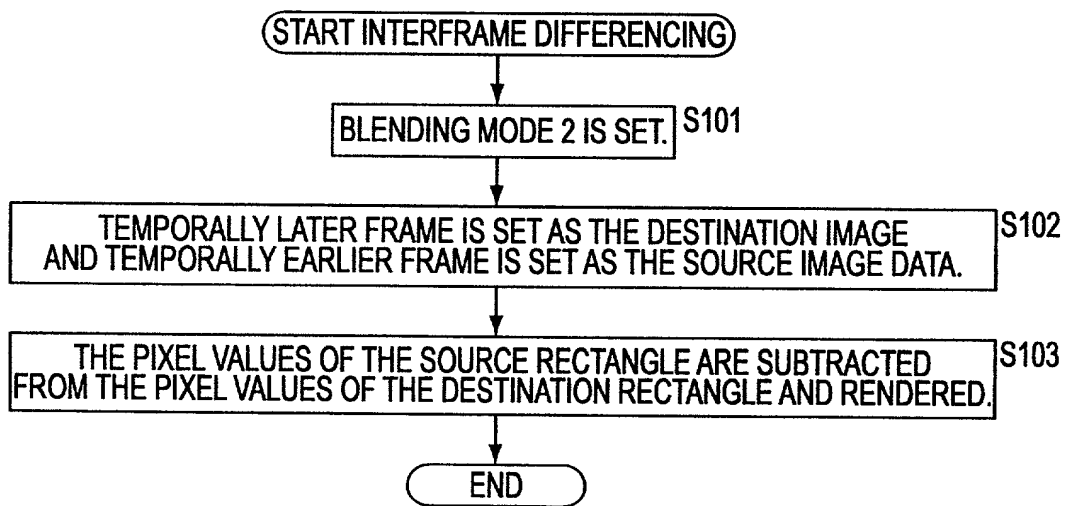 START INTERFRAME DIFFERENCING
BLENDING MODE 2 IS SET.
S101
TEMPORALLY LATER FRAME IS SET AS THE DESTINATION IMAGE
AND TEMPORALLY EARLIER FRAME IS SET AS THE SOURCE IMAGE DATA.
S102
THE PIXEL VALUES OF THE SOURCE RECTANGLE ARE SUBTRACTED
FROM THE PIXEL VALUES OF THE DESTINATION RECTANGLE AND RENDERED.
S103
END